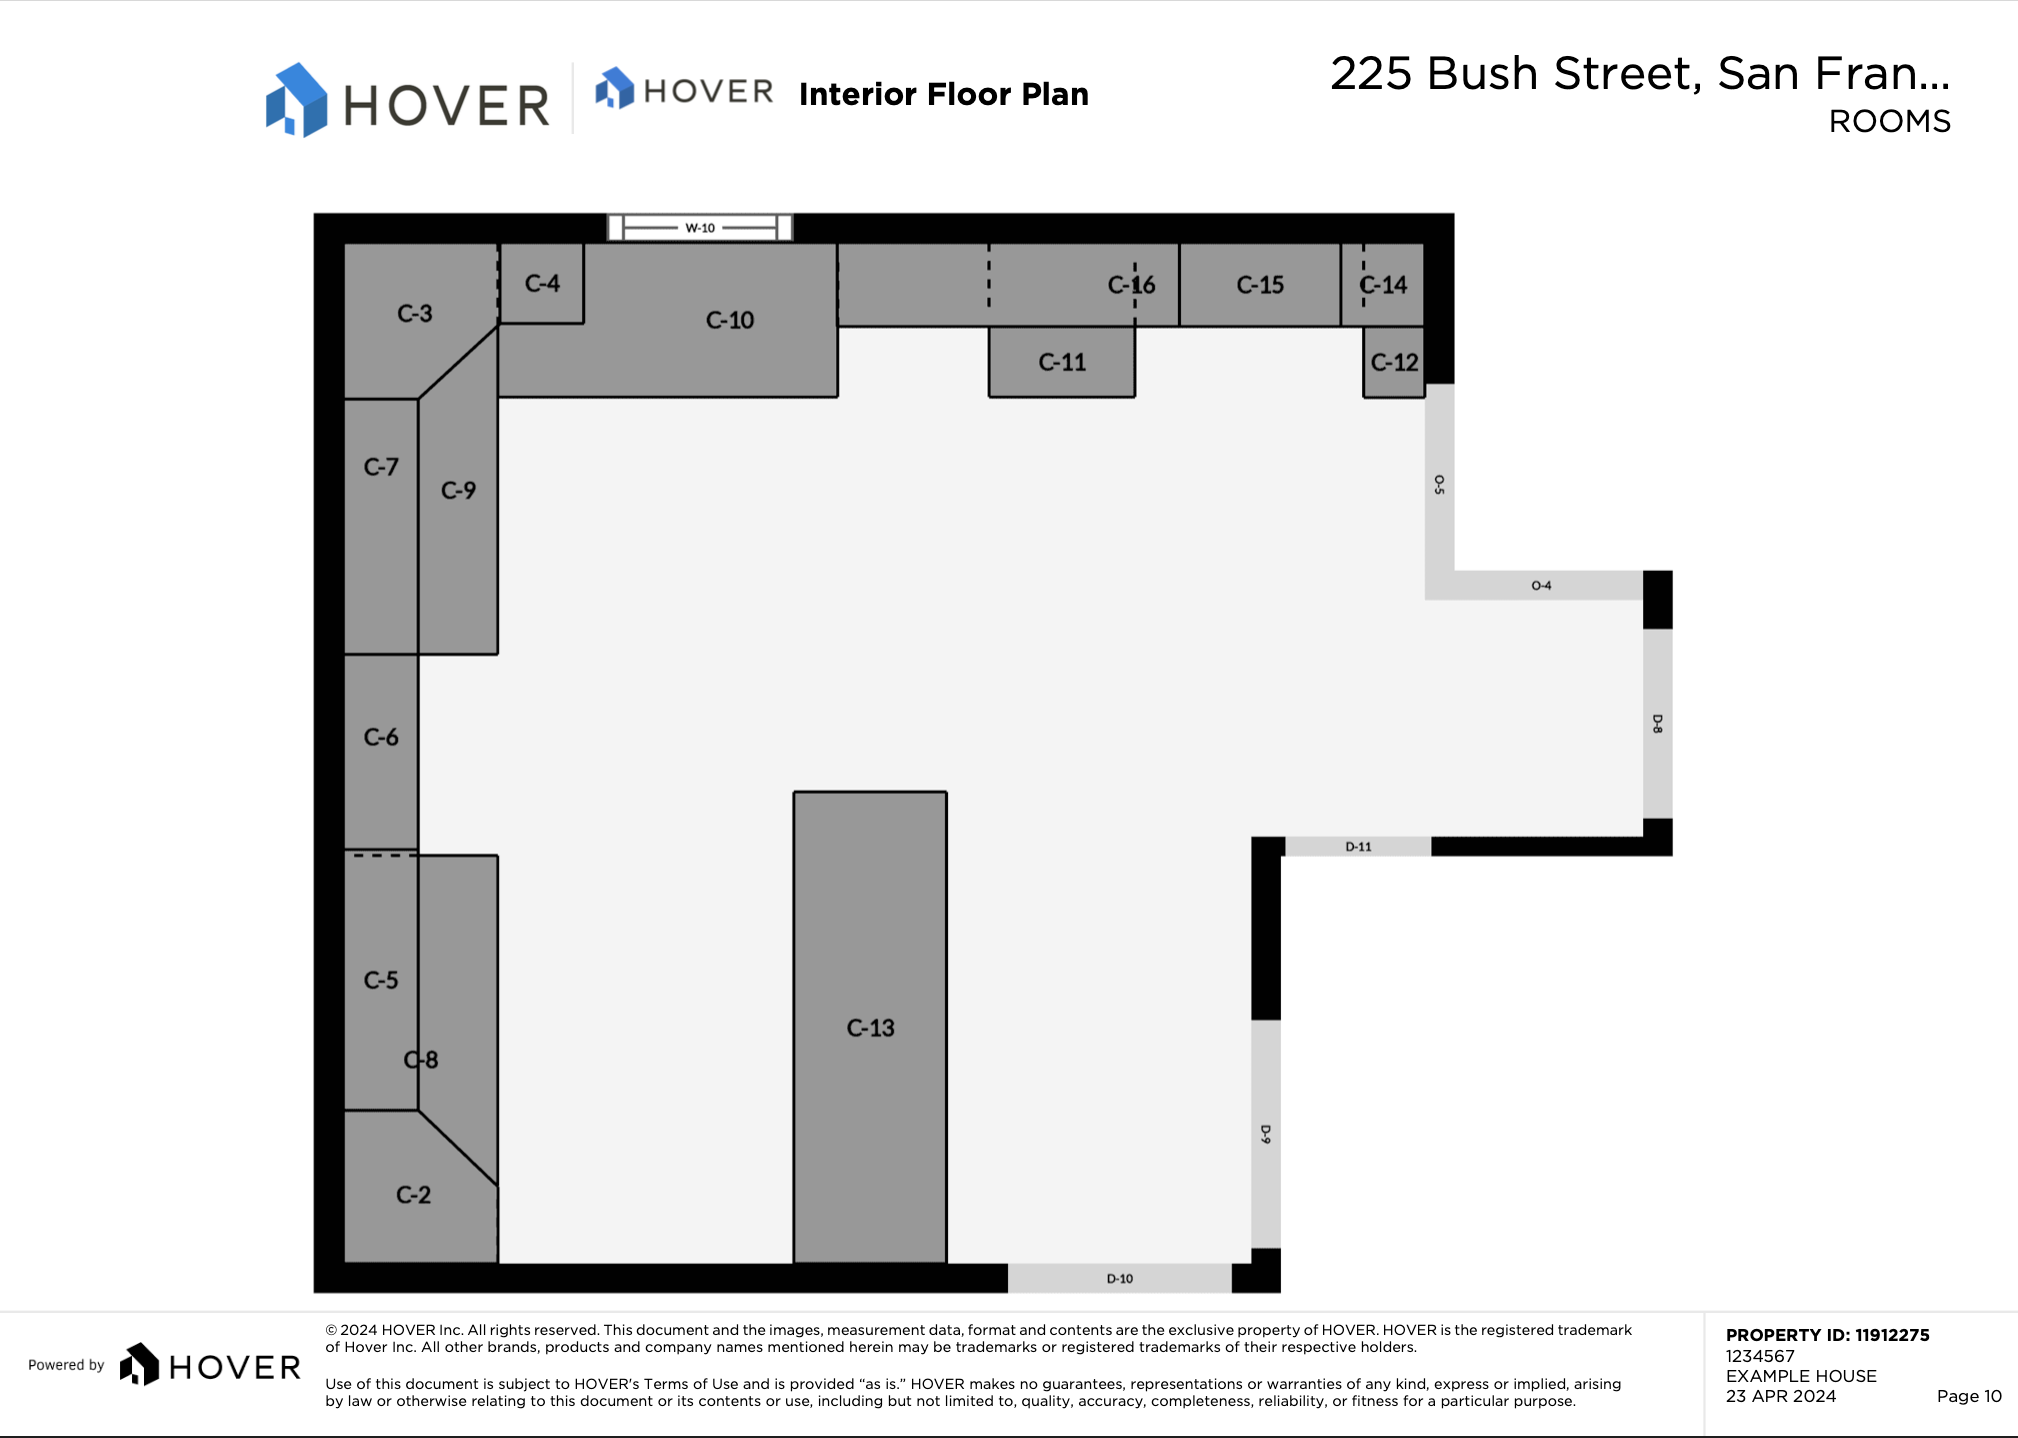 HOVER
HOVER
Interior Floor Plan
225 Bush Street, San Fran...
ROOMS
W-10
C-3
C-4
C-10
C-16
C-15
C-14
C-11
C-12
C-7
C-9
O-5
O-4
C-6
D-8
D-11
C-5
C-8
C-13
D-9
C-2
D-10
Powered by HOVER
© 2024 HOVER Inc. All rights reserved. This document and the images, measurement data, format and contents are the exclusive property of HOVER. HOVER is the registered trademark
of Hover Inc. All other brands, products and company names mentioned herein may be trademarks or registered trademarks of their respective holders.
Use of this document is subject to HOVER's Terms of Use and is provided “as is.” HOVER makes no guarantees, representations or warranties of any kind, express or implied, arising
by law or otherwise relating to this document or its contents or use, including but not limited to, quality, accuracy, completeness, reliability, or fitness for a particular purpose.
PROPERTY ID: 11912275
1234567
EXAMPLE HOUSE
23 APR 2024
Page 10